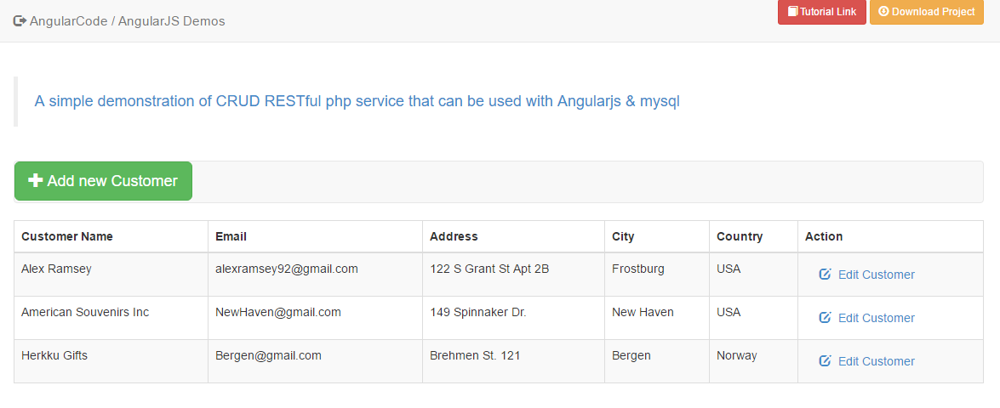 AngularCode / AngularJS Demos Tutorial Link Download Project
A simple demonstration of CRUD RESTful php service that can be used with Angularjs & mysql
Add new Customer
Customer Name Email Address City Country Action
Alex Ramsey alexramsey92@gmail.com 122 S Grant St Apt 2B Frostburg USA Edit Customer
American Souvenirs Inc NewHaven@gmail.com 149 Spinnaker Dr. New Haven USA Edit Customer
Herkku Gifts Bergen@gmail.com Brehmen St. 121 Bergen Norway Edit Customer